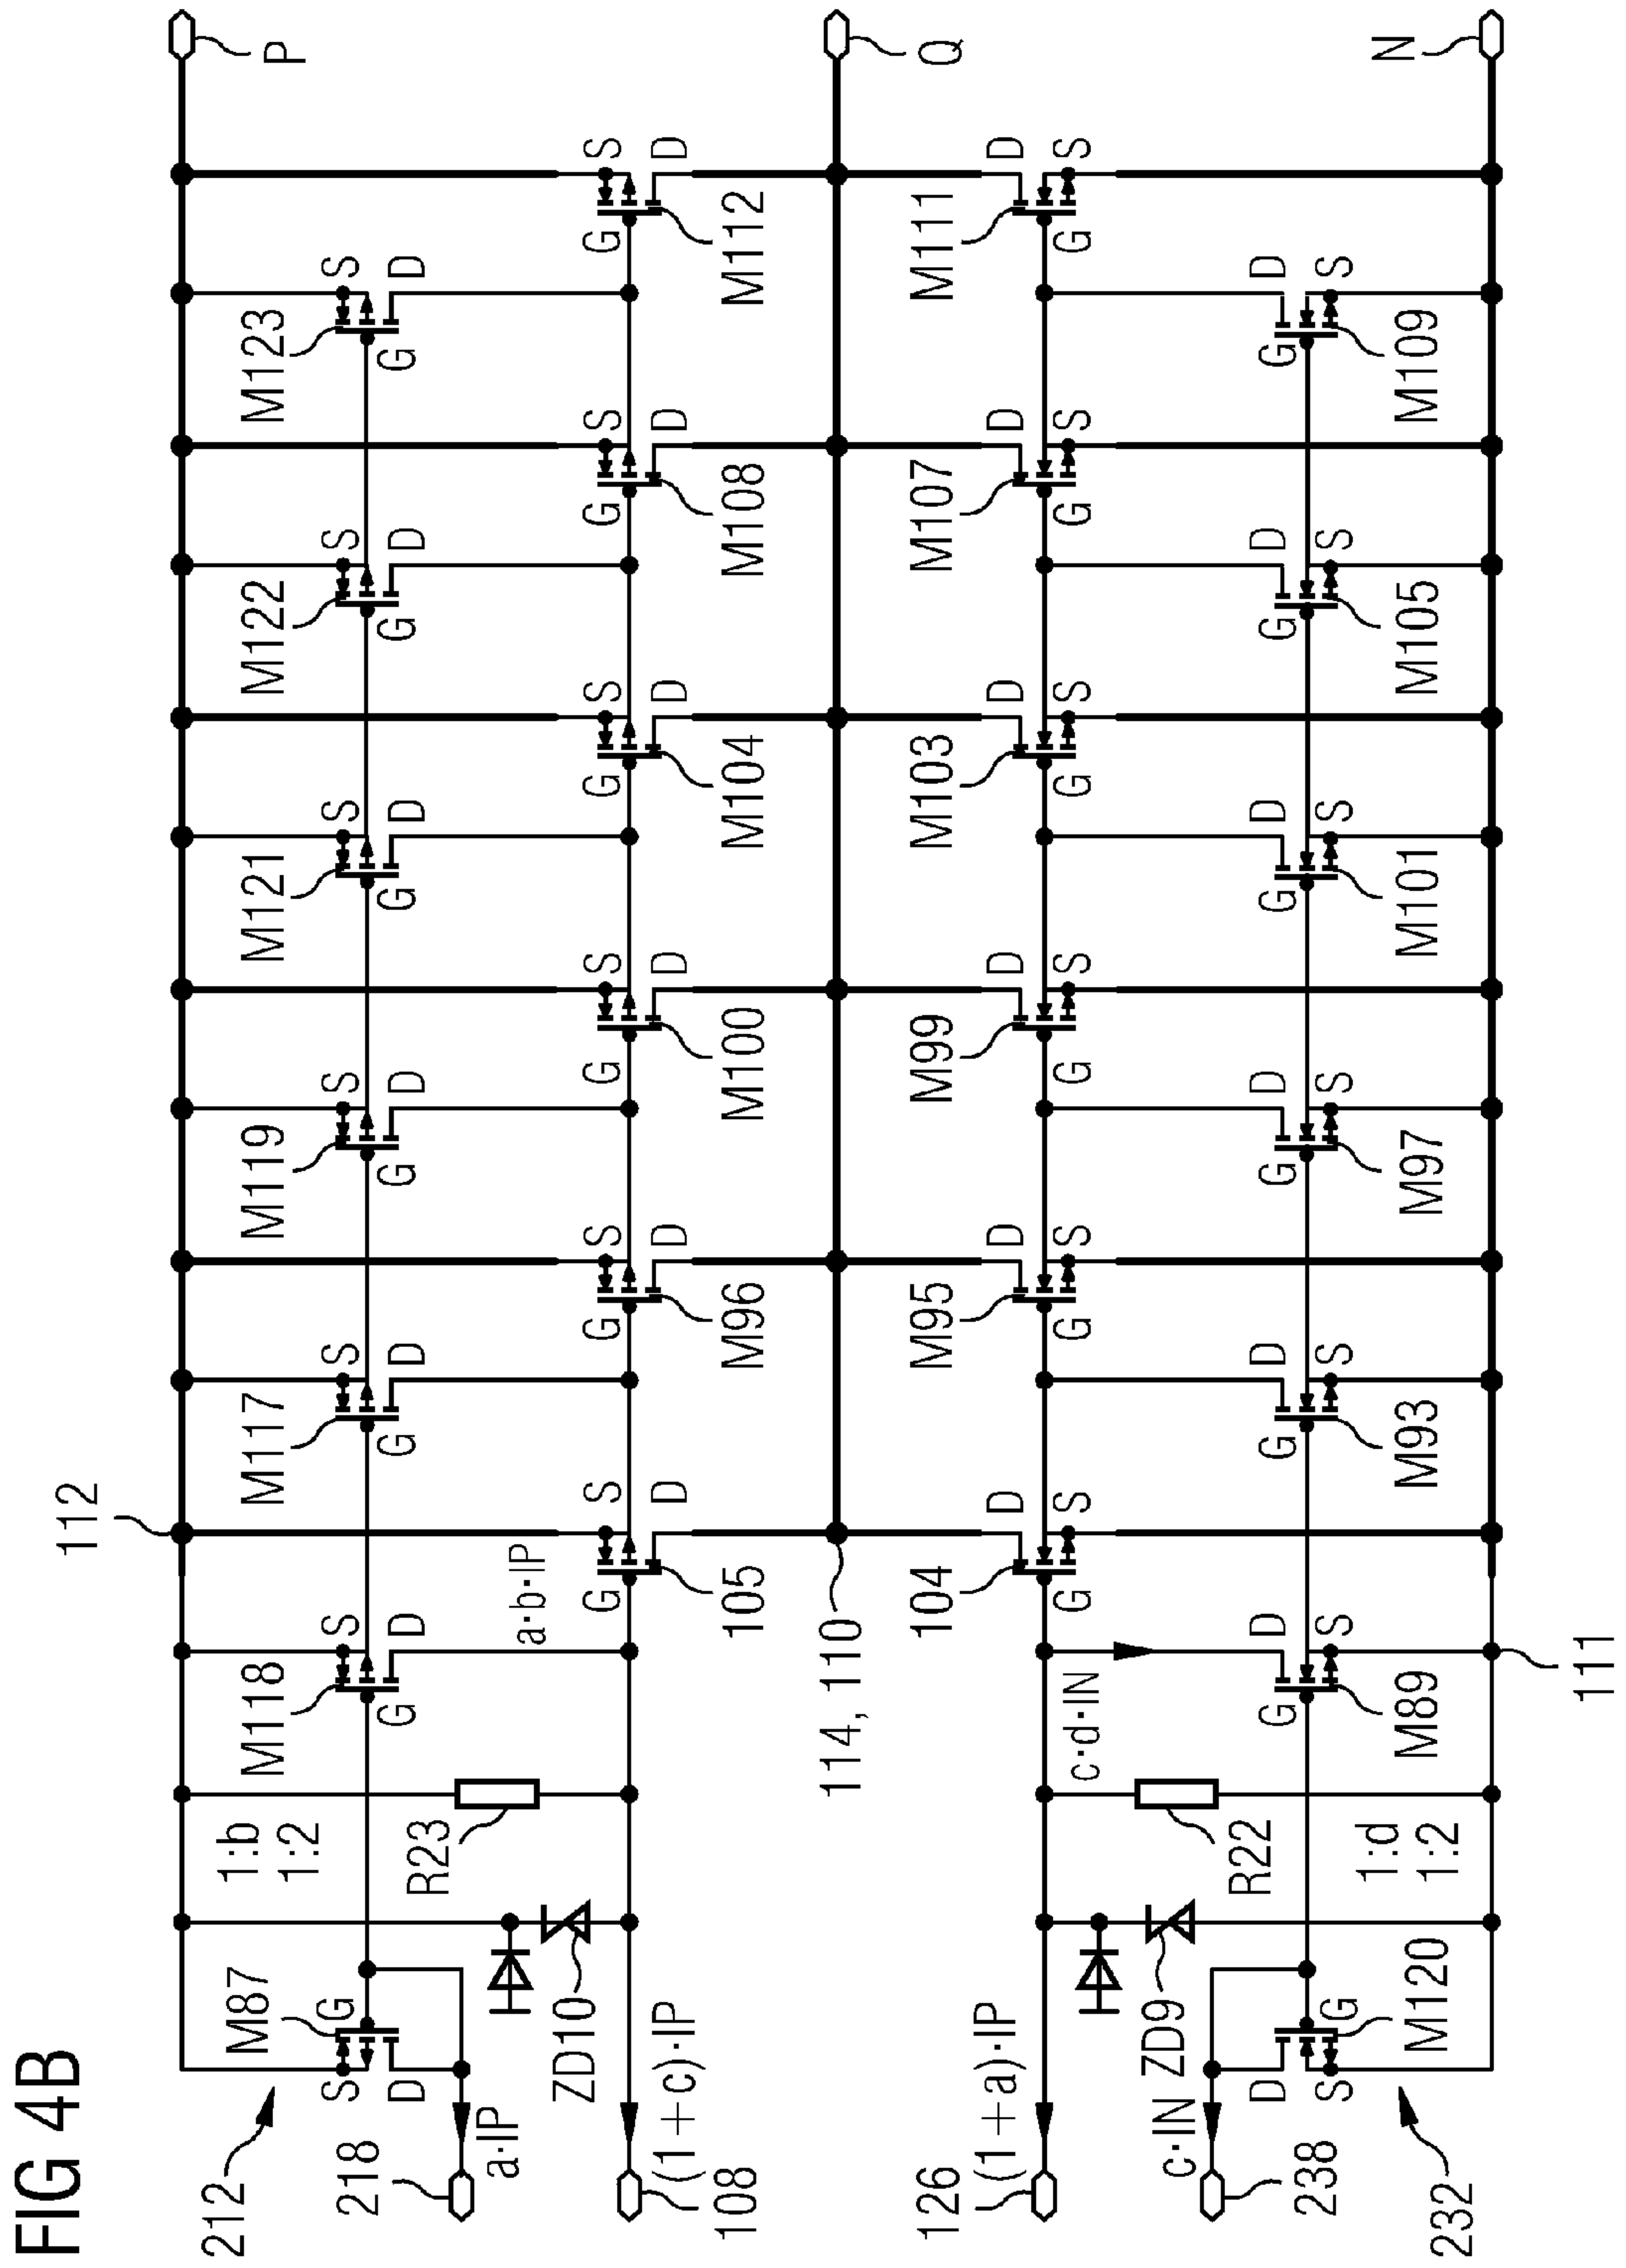 FIG 4B
P
Q
N
S
D
M112
G
D
S
M111
G
S
D
M123
G
D
S
M109
G
S
D
M108
G
D
S
M107
G
S
D
M122
G
D
S
M105
G
S
D
M104
G
D
S
M103
G
S
D
M121
G
D
S
M101
G
S
D
M100
G
D
S
M99
G
S
D
M119
G
D
S
M97
G
S
D
M96
G
D
S
M95
G
S
D
M117
G
D
S
M93
G
112
S
D
105
G
a·b·IP
D
S
104
G
114, 110
S
D
M118
G
D
S
M89
G
c·d·IN
111
1:b
1:2
R23
R22
1:d
1:2
M87
G
S
D
ZD10
ZD9
M120
G
D
S
212
218
a·IP
108
(1+c)·IP
126
(1+a)·IP
238
c·IN
232